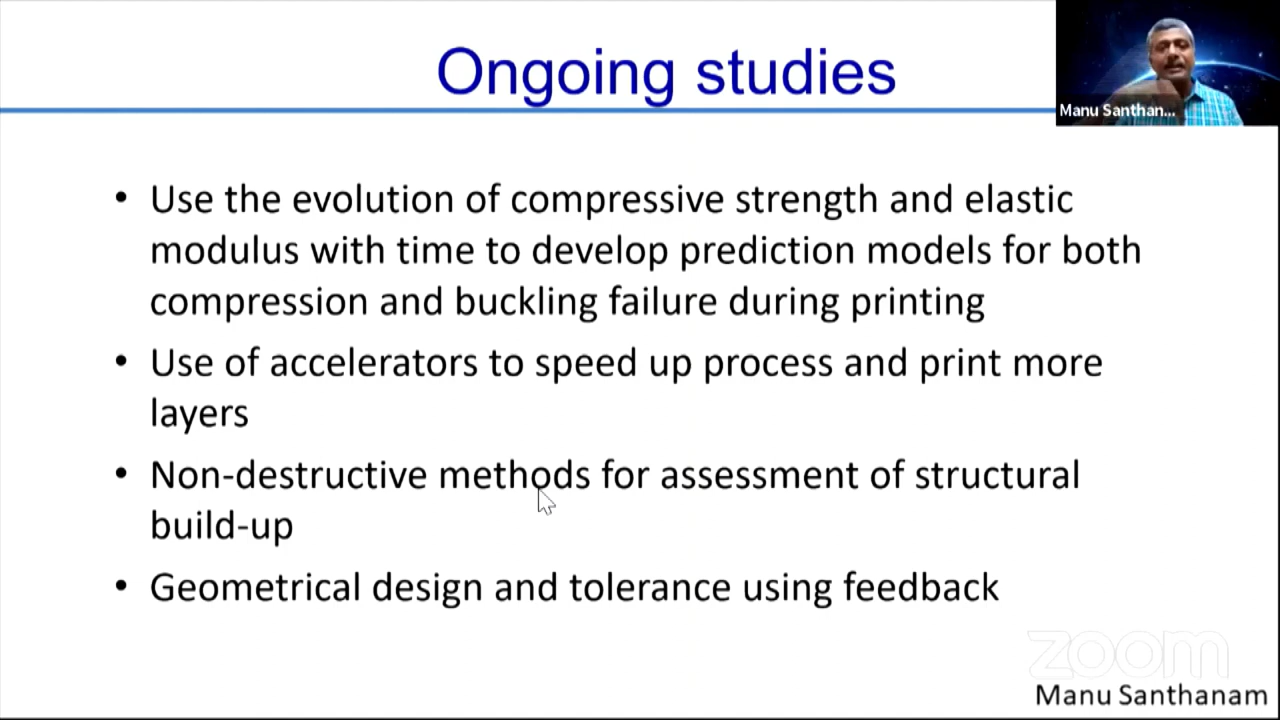 Ongoing studies
Manu Santhan...
• Use the evolution of compressive strength and elastic
modulus with time to develop prediction models for both
compression and buckling failure during printing
• Use of accelerators to speed up process and print more
layers
• Non-destructive methods for assessment of structural
build-up
• Geometrical design and tolerance using feedback
zoom
Manu Santhanam